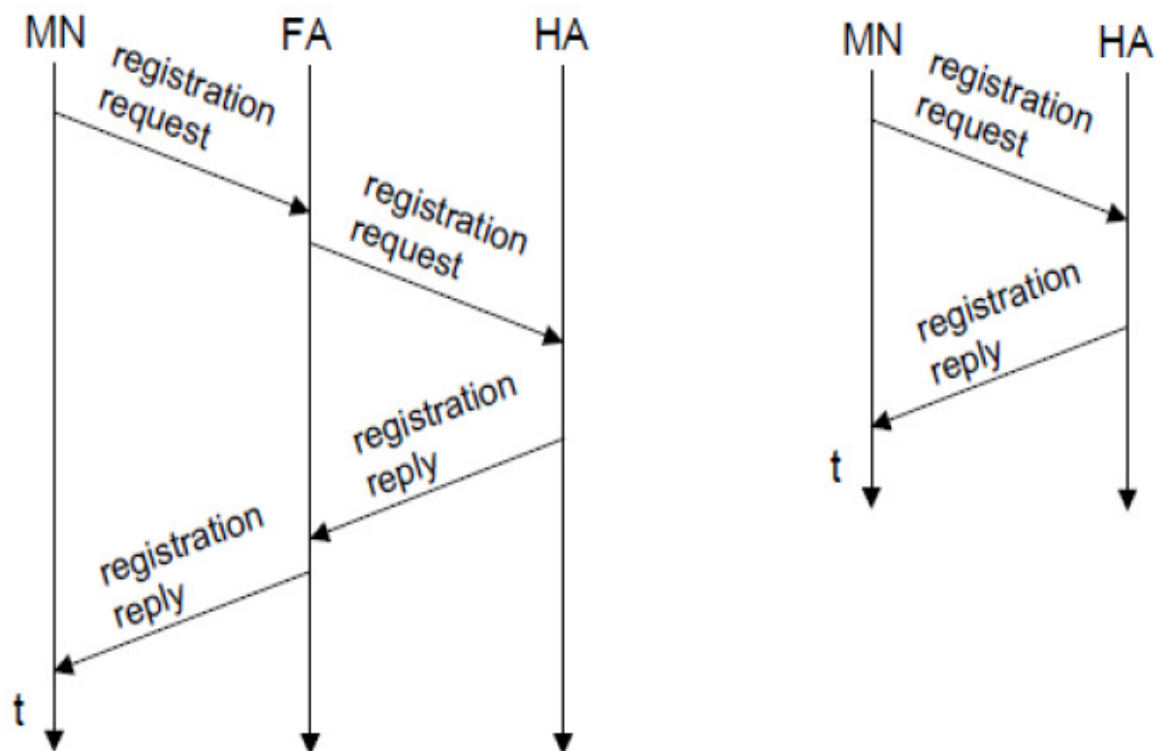 MN
FA
HA
registration
request
registration
request
registration
reply
registration
reply
t
MN
HA
registration
request
registration
reply
t